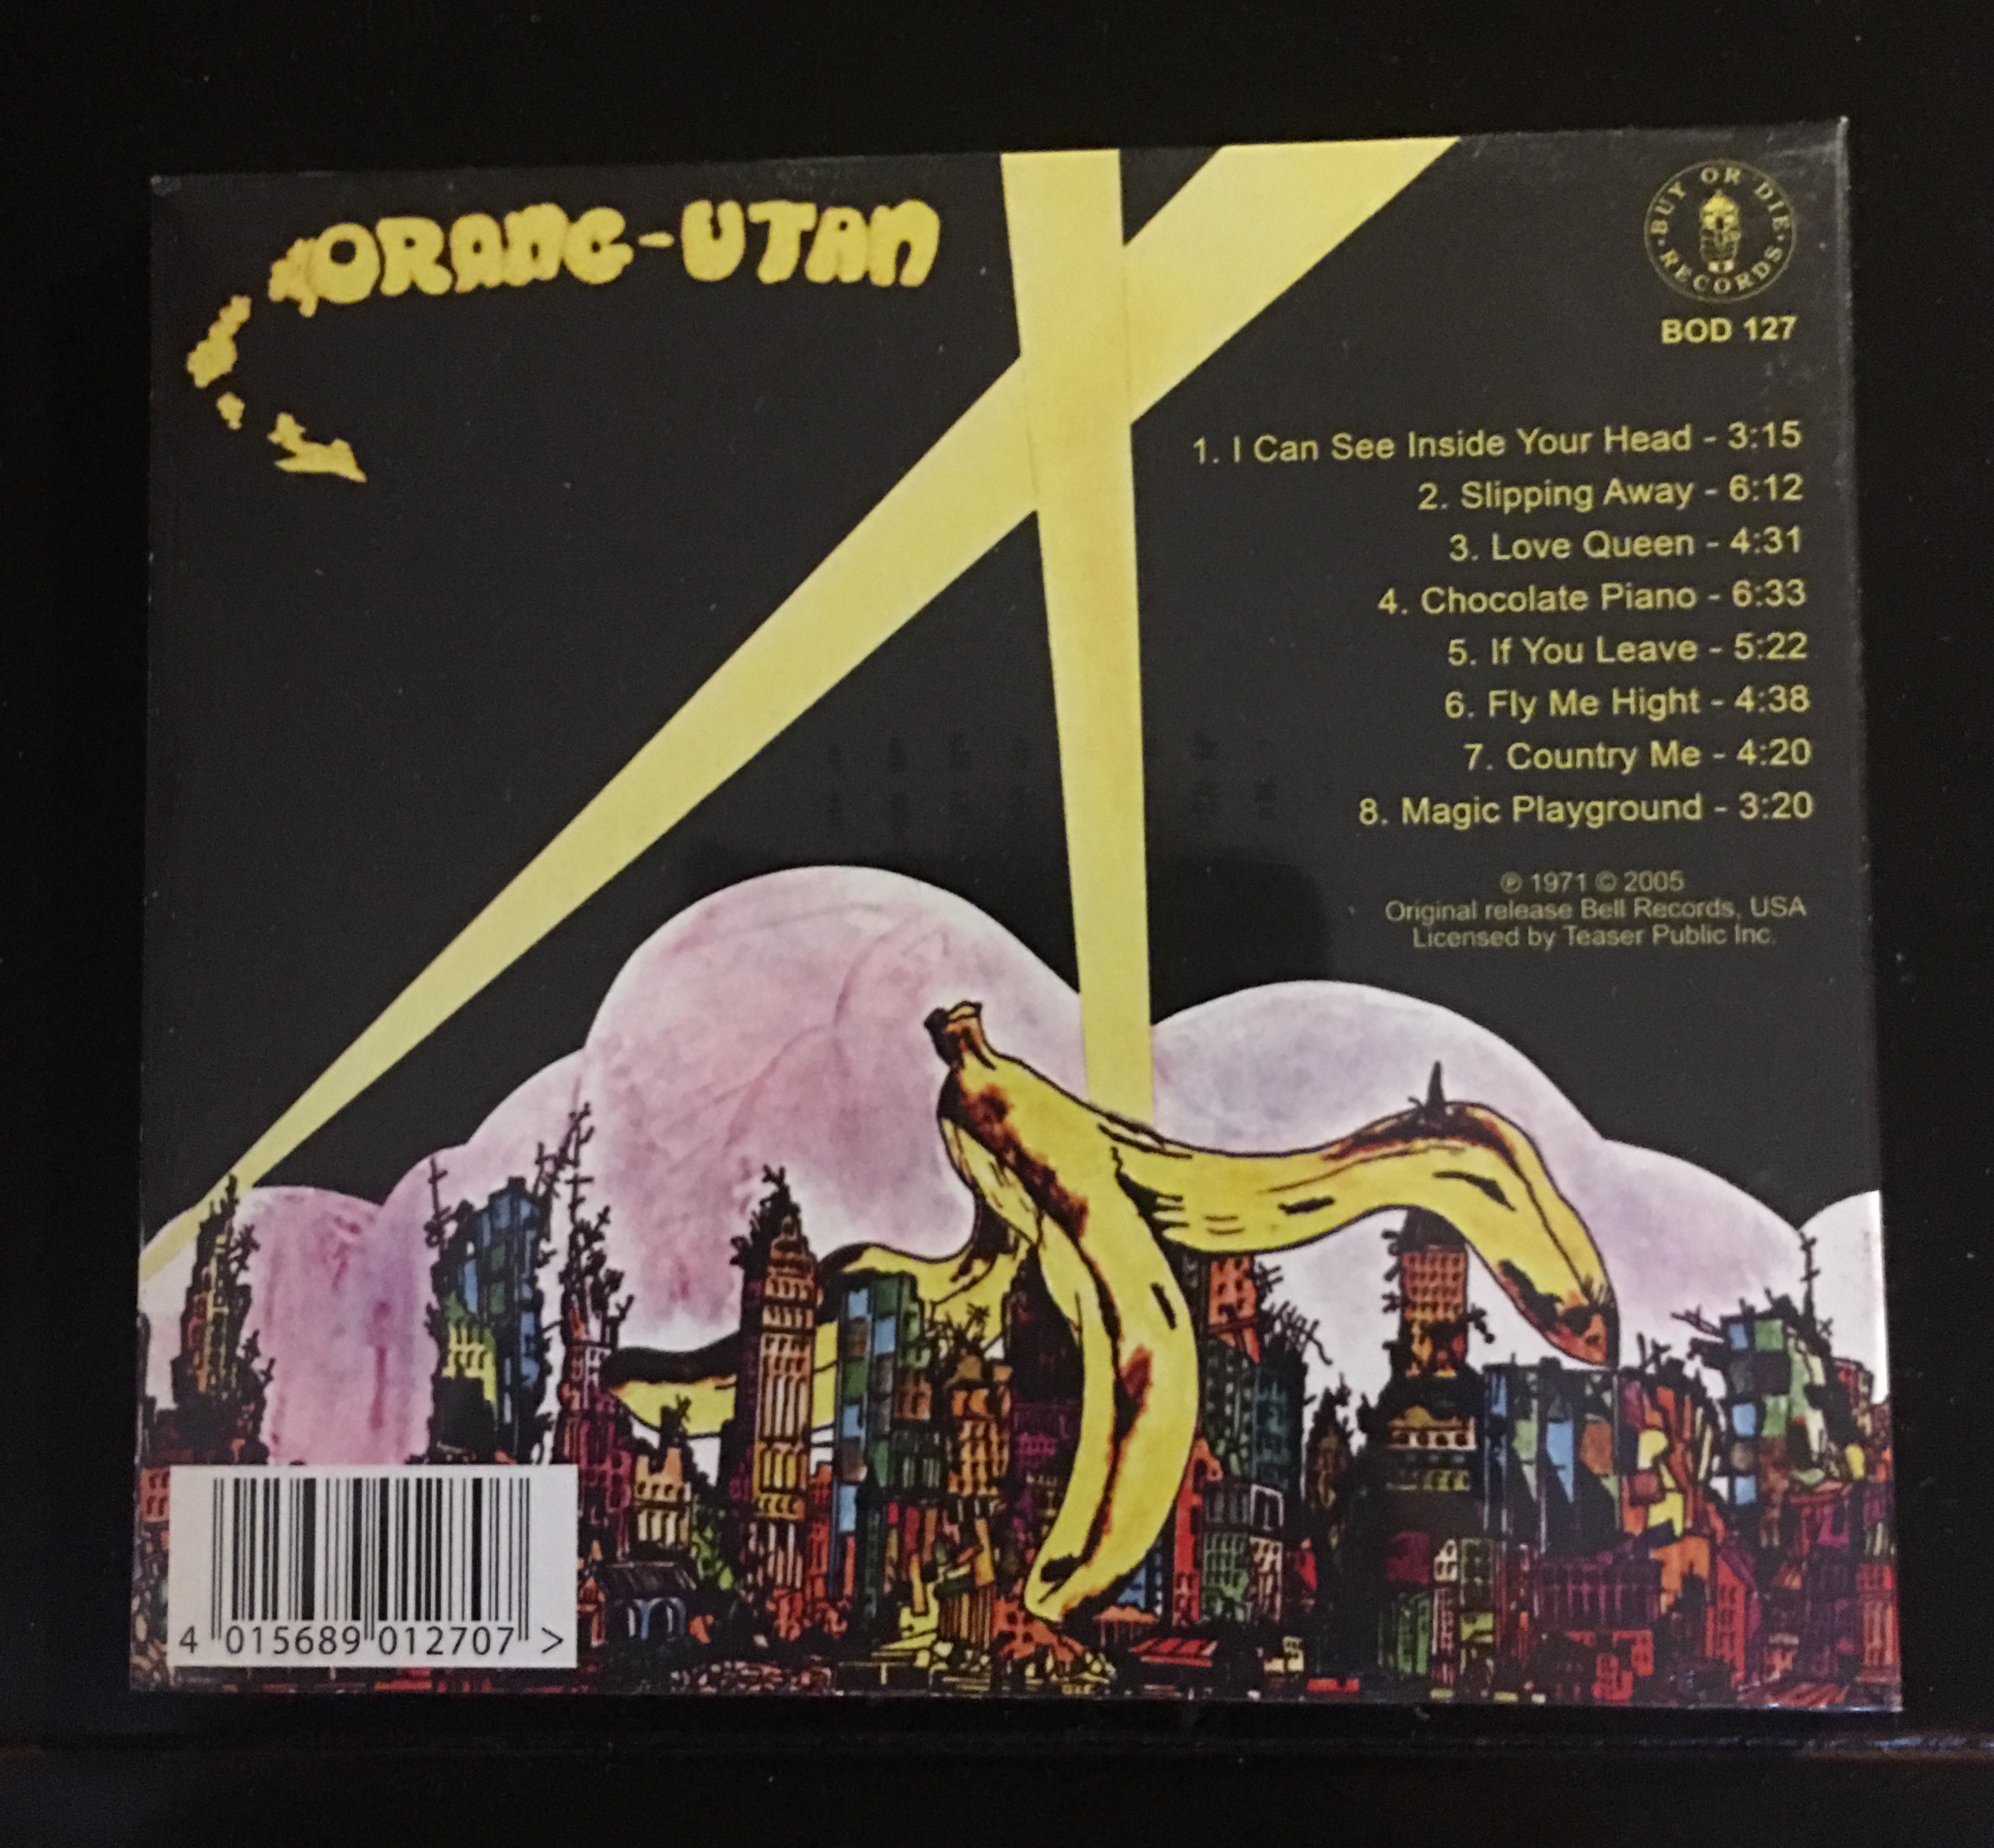 ORANG-UTAN
BUY OR DIE
RECORDS
BOD 127
1. I Can See Inside Your Head - 3:15
2. Slipping Away - 6:12
3. Love Queen - 4:31
4. Chocolate Piano - 6:33
5. If You Leave - 5:22
6. Fly Me Hight - 4:38
7. Country Me - 4:20
8. Magic Playground - 3:20
℗ 1971 © 2005
Original release Bell Records, USA
Licensed by Teaser Public Inc.
4 015689 012707 >